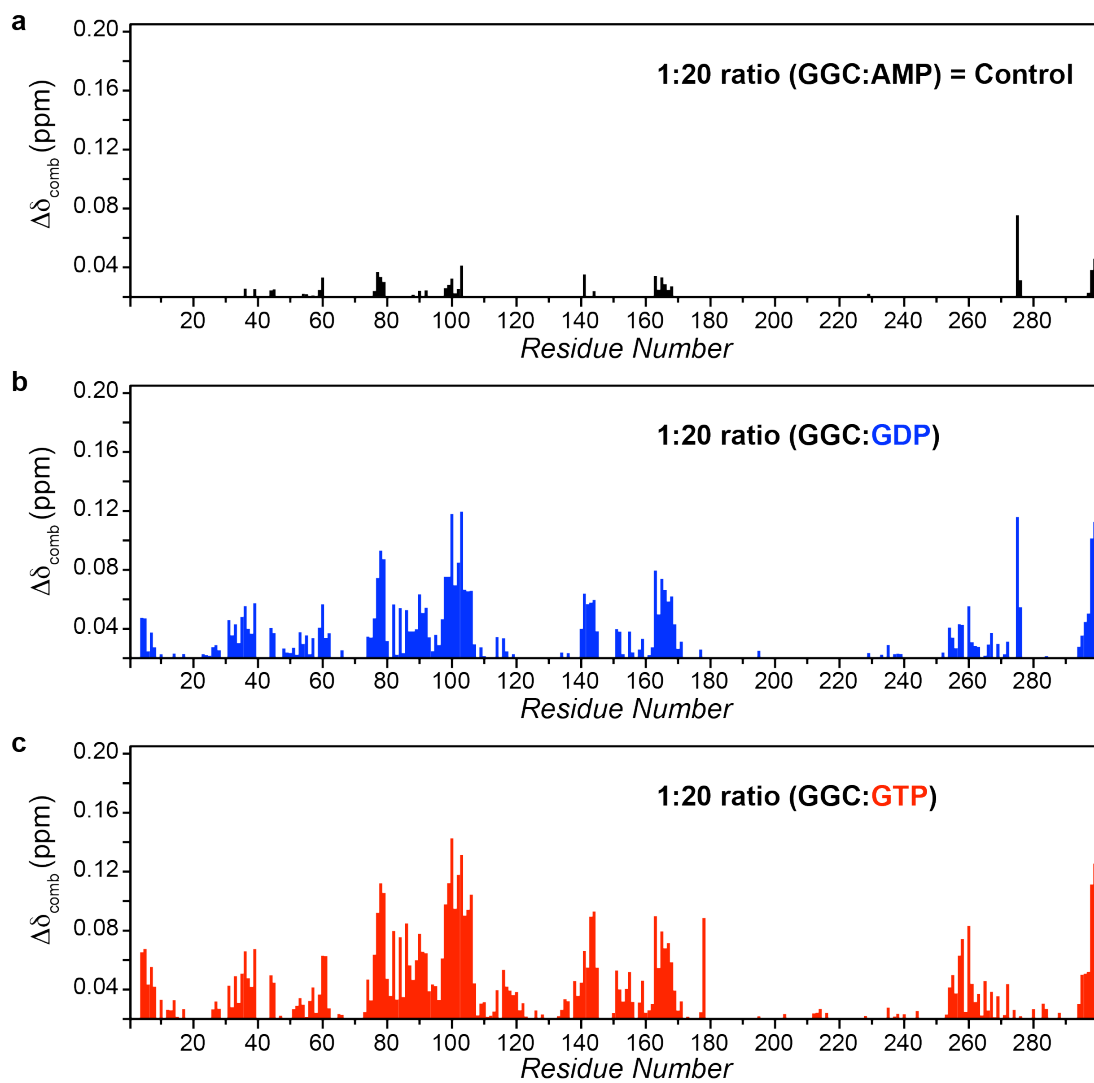 a
0.20
0.16
0.12
0.08
0.04
Δδcomb (ppm)
1:20 ratio (GGC:AMP) = Control
20 40 60 80 100 120 140 160 180 200 220 240 260 280
Residue Number
b
0.20
0.16
0.12
0.08
0.04
Δδcomb (ppm)
1:20 ratio (GGC:GDP)
20 40 60 80 100 120 140 160 180 200 220 240 260 280
Residue Number
c
0.20
0.16
0.12
0.08
0.04
Δδcomb (ppm)
1:20 ratio (GGC:GTP)
20 40 60 80 100 120 140 160 180 200 220 240 260 280
Residue Number